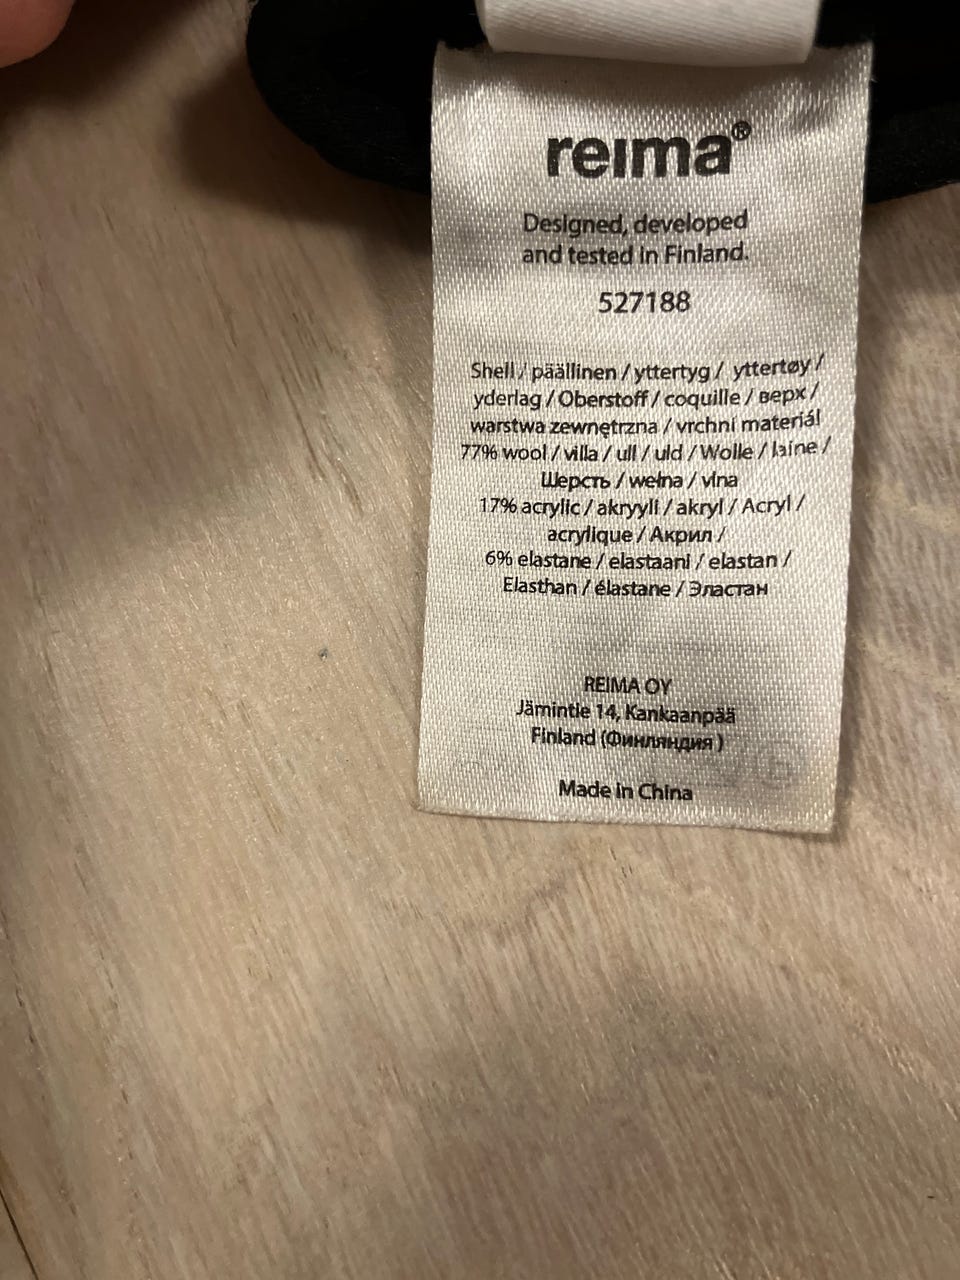 reima®
Designed, developed
and tested in Finland.
527188
Shell / päällinen / yttertyg / yttertøy /
yderlag / Oberstoff / coquille / верх /
warstwa zewnętrzna / vrchní materiál
77% wool / villa / ull / uld / Wolle / laine /
Шерсть / wełna / vlna
17% acrylic / akryyli / akryl / Acryl /
acrylique / Акрил /
6% elastane / elastaani / elastan /
Elasthan / élastane / Эластан
REIMA OY
Jämintie 14, Kankaanpää
Finland (Финляндия )
Made in China